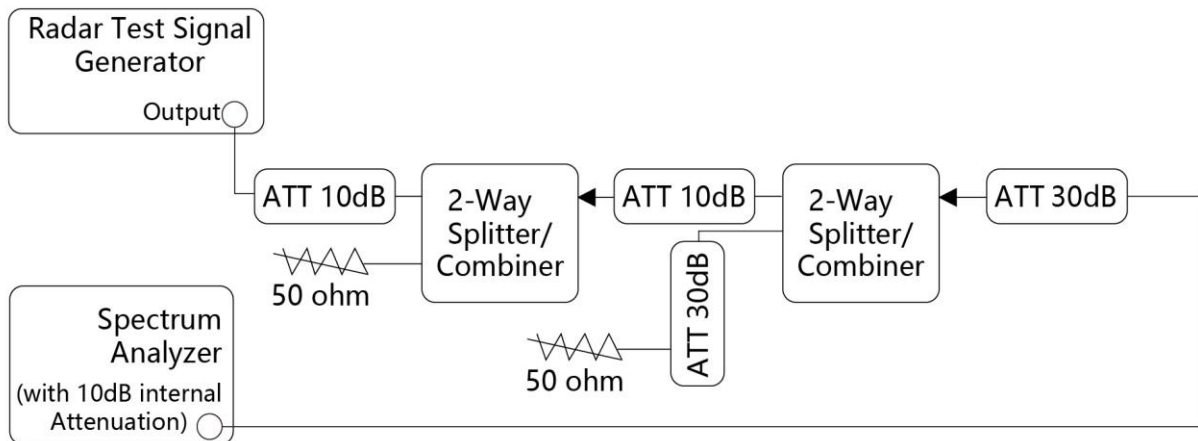 Radar Test Signal
Generator
Output
ATT 10dB
2-Way
Splitter/
Combiner
ATT 10dB
2-Way
Splitter/
Combiner
ATT 30dB
50 ohm
ATT 30dB
50 ohm
Spectrum
Analyzer
(with 10dB internal
Attenuation)